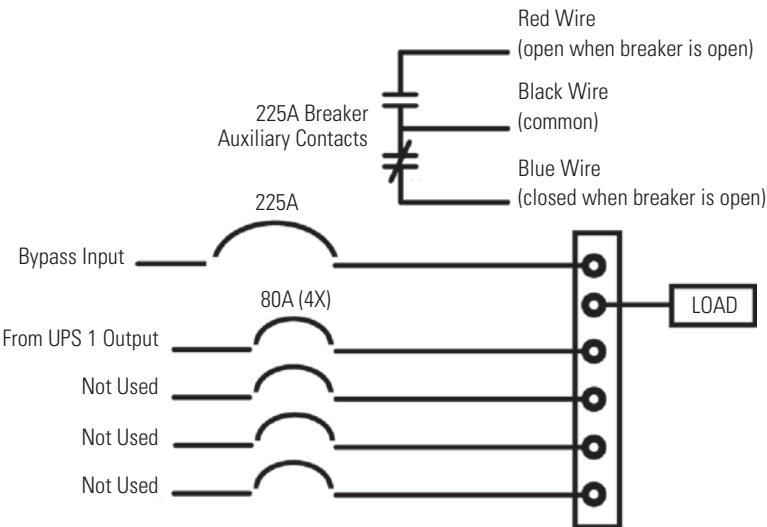 Red Wire
(open when breaker is open)
Black Wire
(common)
225A Breaker
Auxiliary Contacts
Blue Wire
(closed when breaker is open)
225A
Bypass Input
80A (4X)
LOAD
From UPS 1 Output
Not Used
Not Used
Not Used